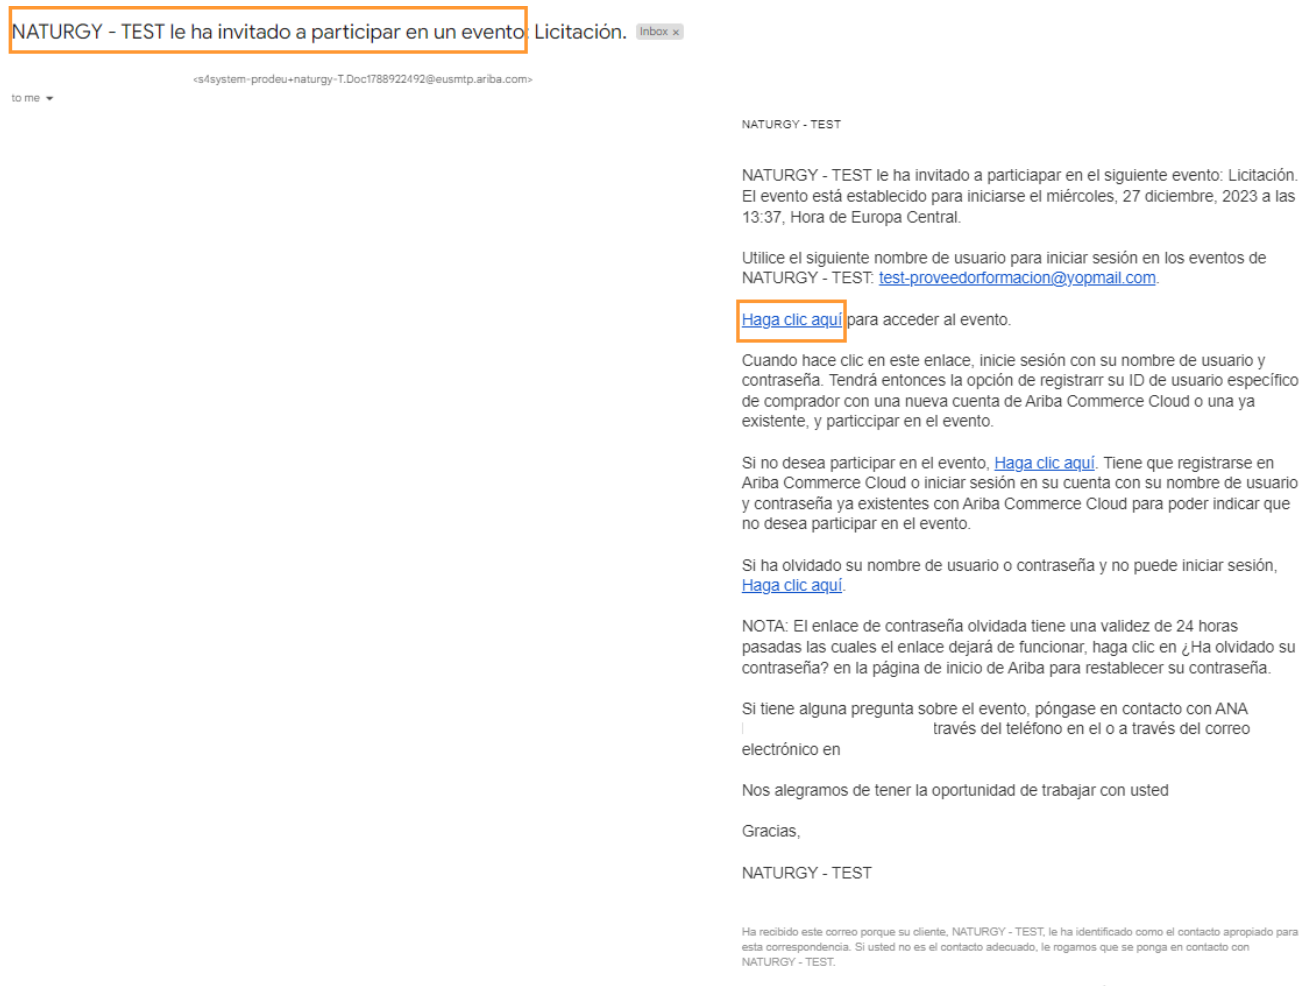 NATURGY - TEST le ha invitado a participar en un evento: Licitación. Inbox x
<s4system-prodeu+naturgy-T.Doc1788922492@eusmtp.ariba.com>
to me
NATURGY - TEST
NATURGY - TEST le ha invitado a particiapar en el siguiente evento: Licitación.
El evento está establecido para iniciarse el miércoles, 27 diciembre, 2023 a las
13:37, Hora de Europa Central.
Utilice el siguiente nombre de usuario para iniciar sesión en los eventos de
NATURGY - TEST: test-proveedorformacion@yopmail.com.
Haga clic aquí para acceder al evento.
Cuando hace clic en este enlace, inicie sesión con su nombre de usuario y
contraseña. Tendrá entonces la opción de registrarr su ID de usuario específico
de comprador con una nueva cuenta de Ariba Commerce Cloud o una ya
existente, y particcipar en el evento.
Si no desea participar en el evento, Haga clic aquí. Tiene que registrarse en
Ariba Commerce Cloud o iniciar sesión en su cuenta con su nombre de usuario
y contraseña ya existentes con Ariba Commerce Cloud para poder indicar que
no desea participar en el evento.
Si ha olvidado su nombre de usuario o contraseña y no puede iniciar sesión,
Haga clic aquí.
NOTA: El enlace de contraseña olvidada tiene una validez de 24 horas
pasadas las cuales el enlace dejará de funcionar, haga clic en ¿Ha olvidado su
contraseña? en la página de inicio de Ariba para restablecer su contraseña.
Si tiene alguna pregunta sobre el evento, póngase en contacto con ANA
través del teléfono en el o a través del correo
electrónico en
Nos alegramos de tener la oportunidad de trabajar con usted
Gracias,
NATURGY - TEST
Ha recibido este correo porque su cliente, NATURGY - TEST, le ha identificado como el contacto apropiado para
esta correspondencia. Si usted no es el contacto adecuado, le rogamos que se ponga en contacto con
NATURGY - TEST.